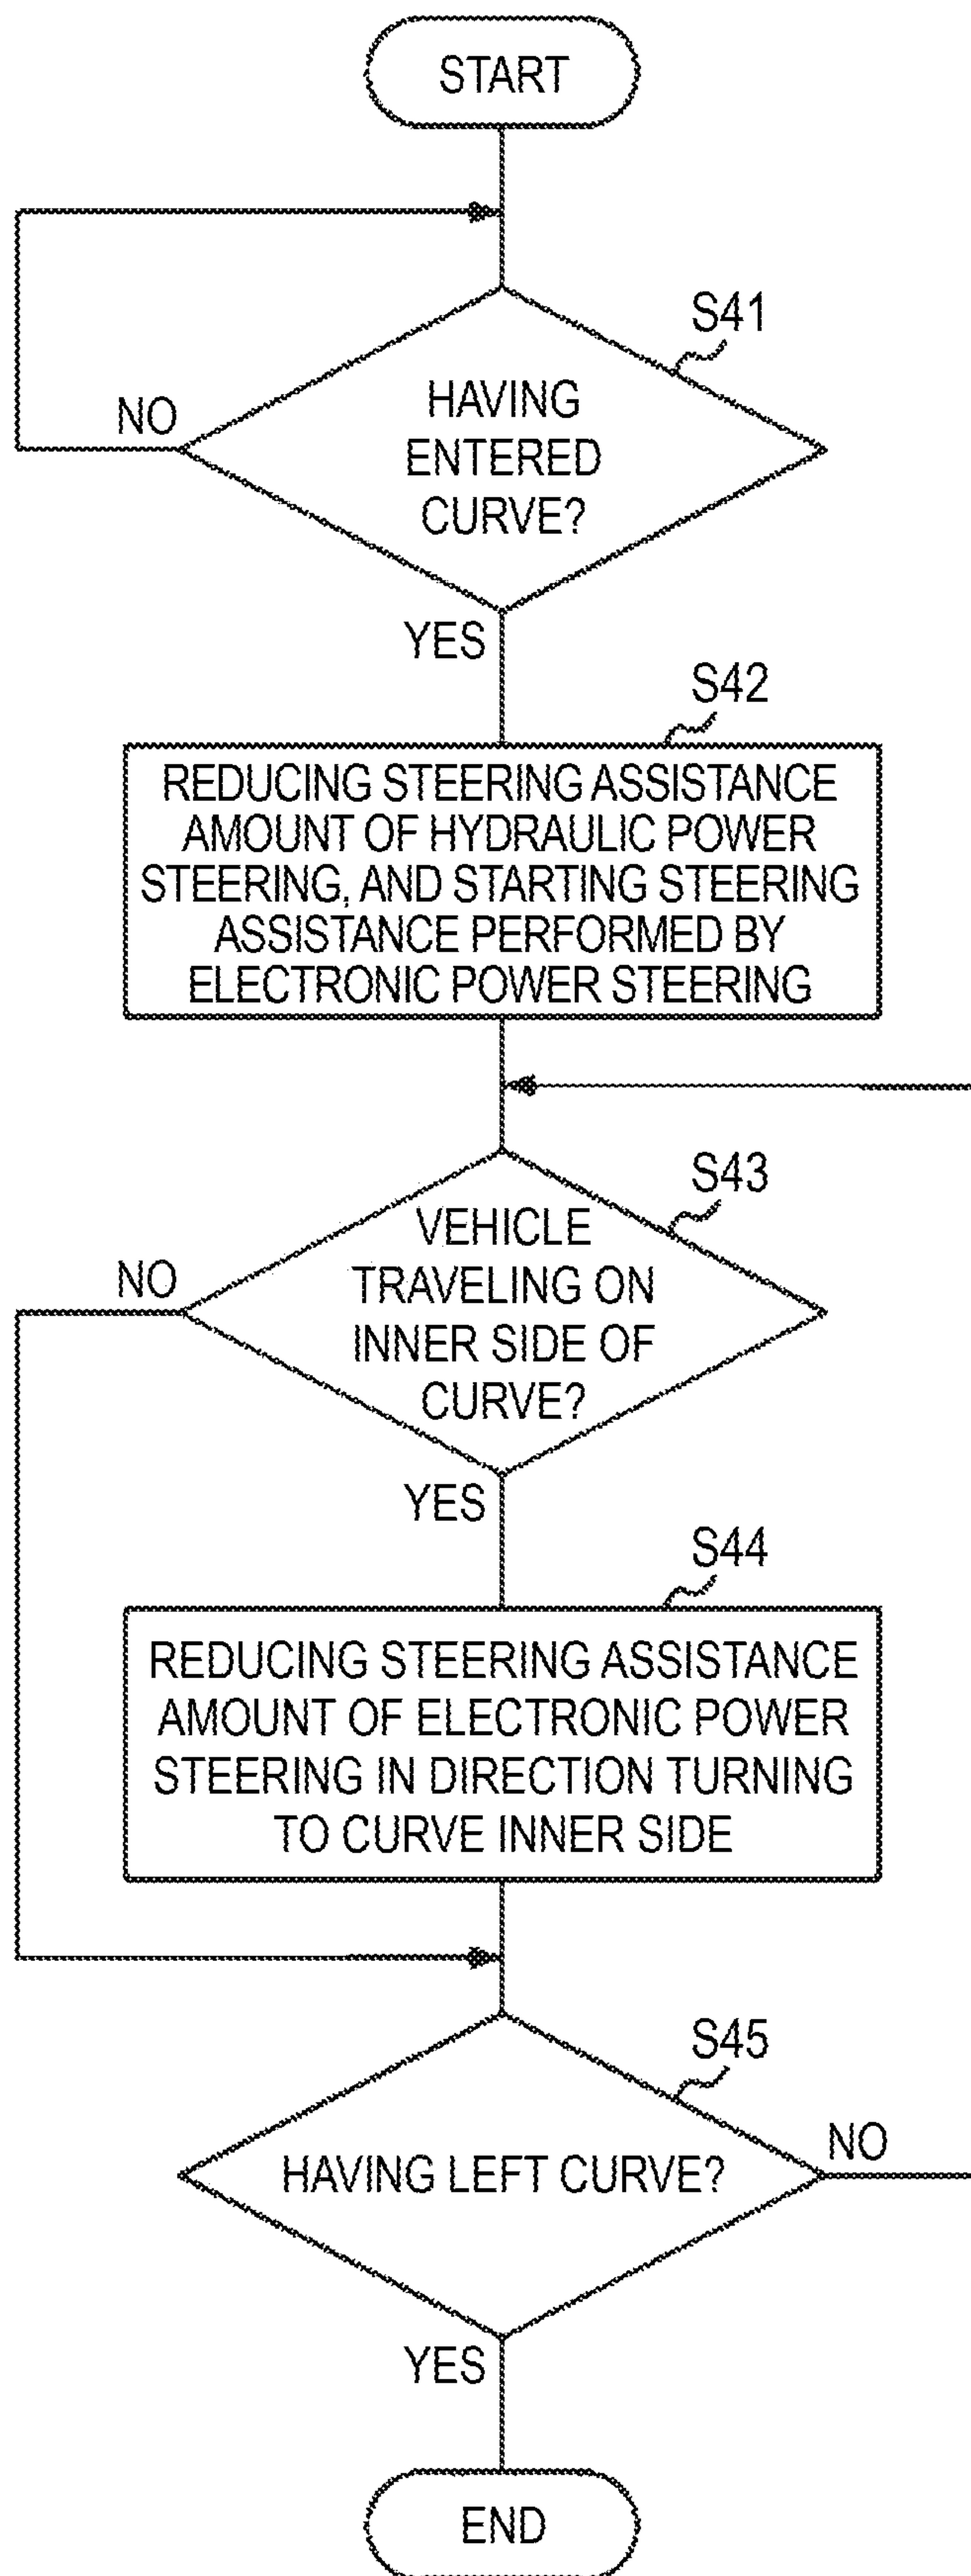 START
S41
HAVING
ENTERED
CURVE?
NO
YES
S42
REDUCING STEERING ASSISTANCE
AMOUNT OF HYDRAULIC POWER
STEERING, AND STARTING STEERING
ASSISTANCE PERFORMED BY
ELECTRONIC POWER STEERING
S43
VEHICLE
TRAVELING ON
INNER SIDE OF
CURVE?
NO
YES
S44
REDUCING STEERING ASSISTANCE
AMOUNT OF ELECTRONIC POWER
STEERING IN DIRECTION TURNING
TO CURVE INNER SIDE
S45
HAVING LEFT CURVE?
NO
YES
END